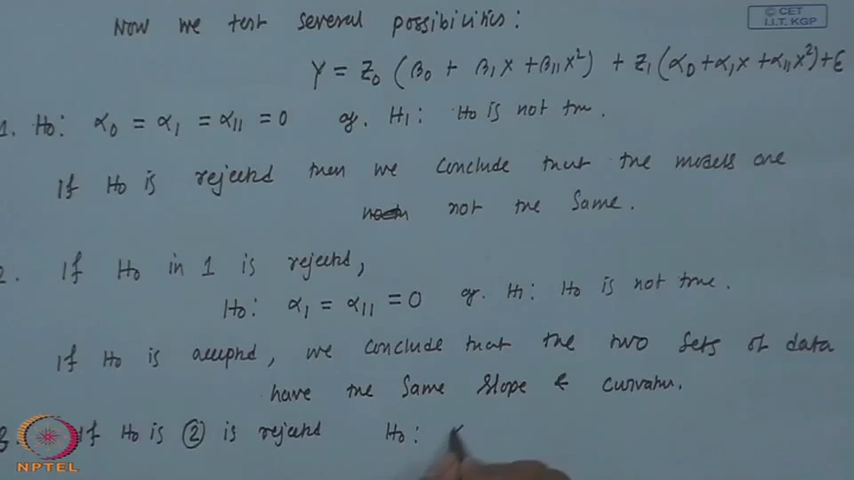 © CET
I.I.T. KGP
Now we test several possibilities:
Y = Z₀ (β₀ + β₁x + β₁₁x²) + Z₁(α₀+α₁x+α₁₁x²)+ε
1. H₀: α₀ = α₁ = α₁₁ = 0 ag. H₁: H₀ is not true.
If H₀ is rejected then we conclude that the models are
not the same.
2. If H₀ in 1 is rejected,
H₀: α₁ = α₁₁ = 0 ag. H₁: H₀ is not true.
If H₀ is accepted, we conclude that the two sets of data
have the same slope & curvature.
3. If H₀ is ② is rejected H₀:
NPTEL